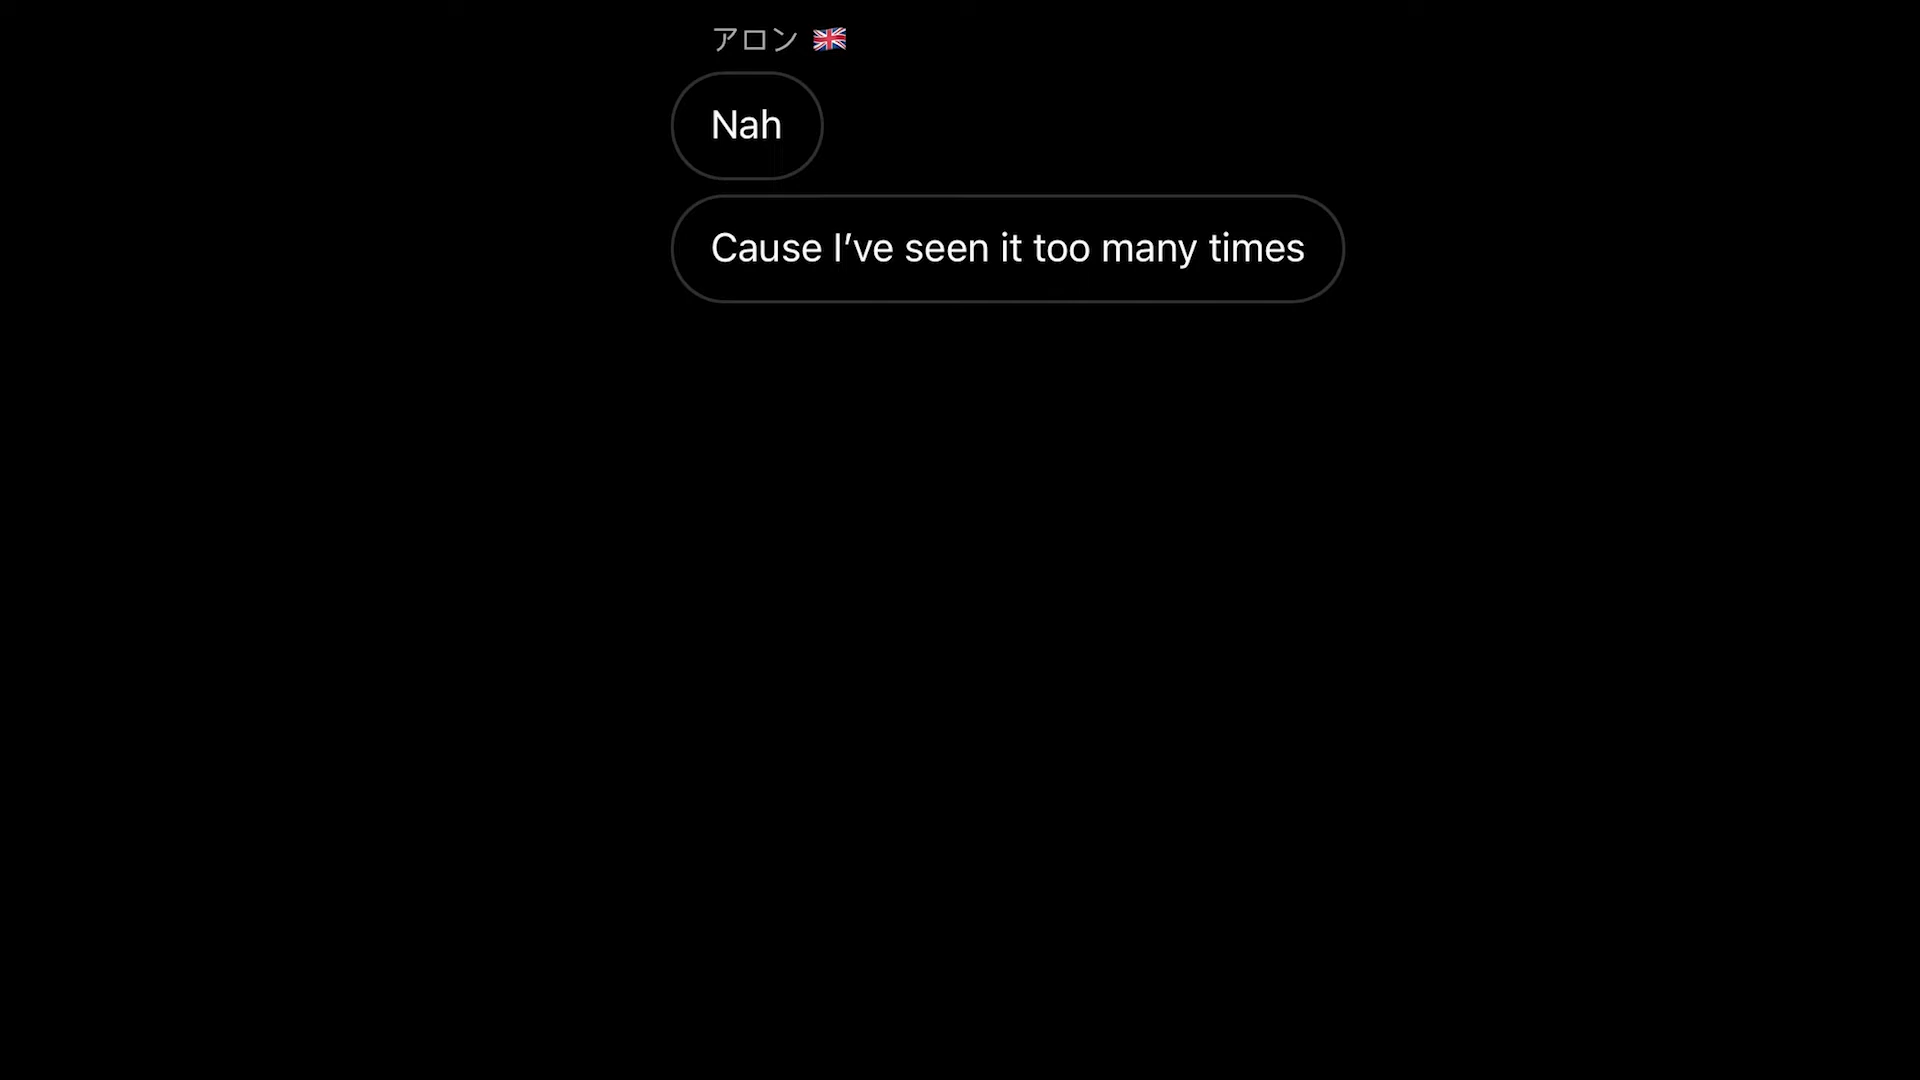 アロン 🇬🇧
Nah
Cause I’ve seen it too many times